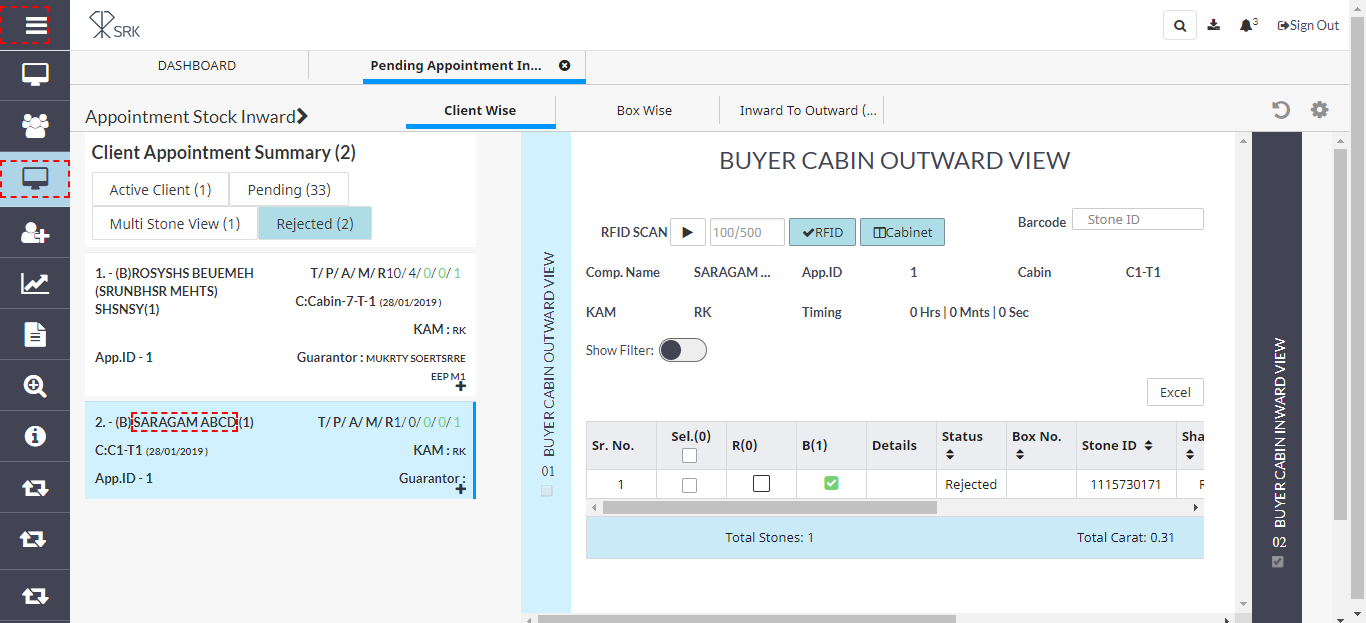 SRK
3
Sign Out
DASHBOARD
Pending Appointment In...
Appointment Stock Inward
Client Wise
Box Wise
Inward To Outward (...
Client Appointment Summary (2)
Active Client (1)
Pending (33)
Multi Stone View (1)
Rejected (2)
1. - (B)ROSYSHS BEUEMEH
(SRUNBHSR MEHTS)
SHSNSY(1)
T/ P/ A/ M/ R10/ 4/ 0/ 0/ 1
C:Cabin-7-T-1 (28/01/2019 )
KAM : RK
App.ID - 1
Guarantor : MUKRTY SOERTSRRE
EEP M1
2. - (B)SARAGAM ABCD(1)
T/ P/ A/ M/ R1/ 0/ 0/ 0/ 1
C:C1-T1 (28/01/2019 )
KAM : RK
App.ID - 1
Guarantor :
BUYER CABIN OUTWARD VIEW
01
BUYER CABIN OUTWARD VIEW
RFID SCAN
100/500
RFID
Cabinet
Barcode
Stone ID
Comp. Name
SARAGAM ...
App.ID
1
Cabin
C1-T1
KAM
RK
Timing
0 Hrs | 0 Mnts | 0 Sec
Show Filter:
Excel
Sr. No.
Sel.(0)
R(0)
B(1)
Details
Status
Box No.
Stone ID
Sha
1
Rejected
1115730171
Total Stones: 1
Total Carat: 0.31
BUYER CABIN INWARD VIEW
02